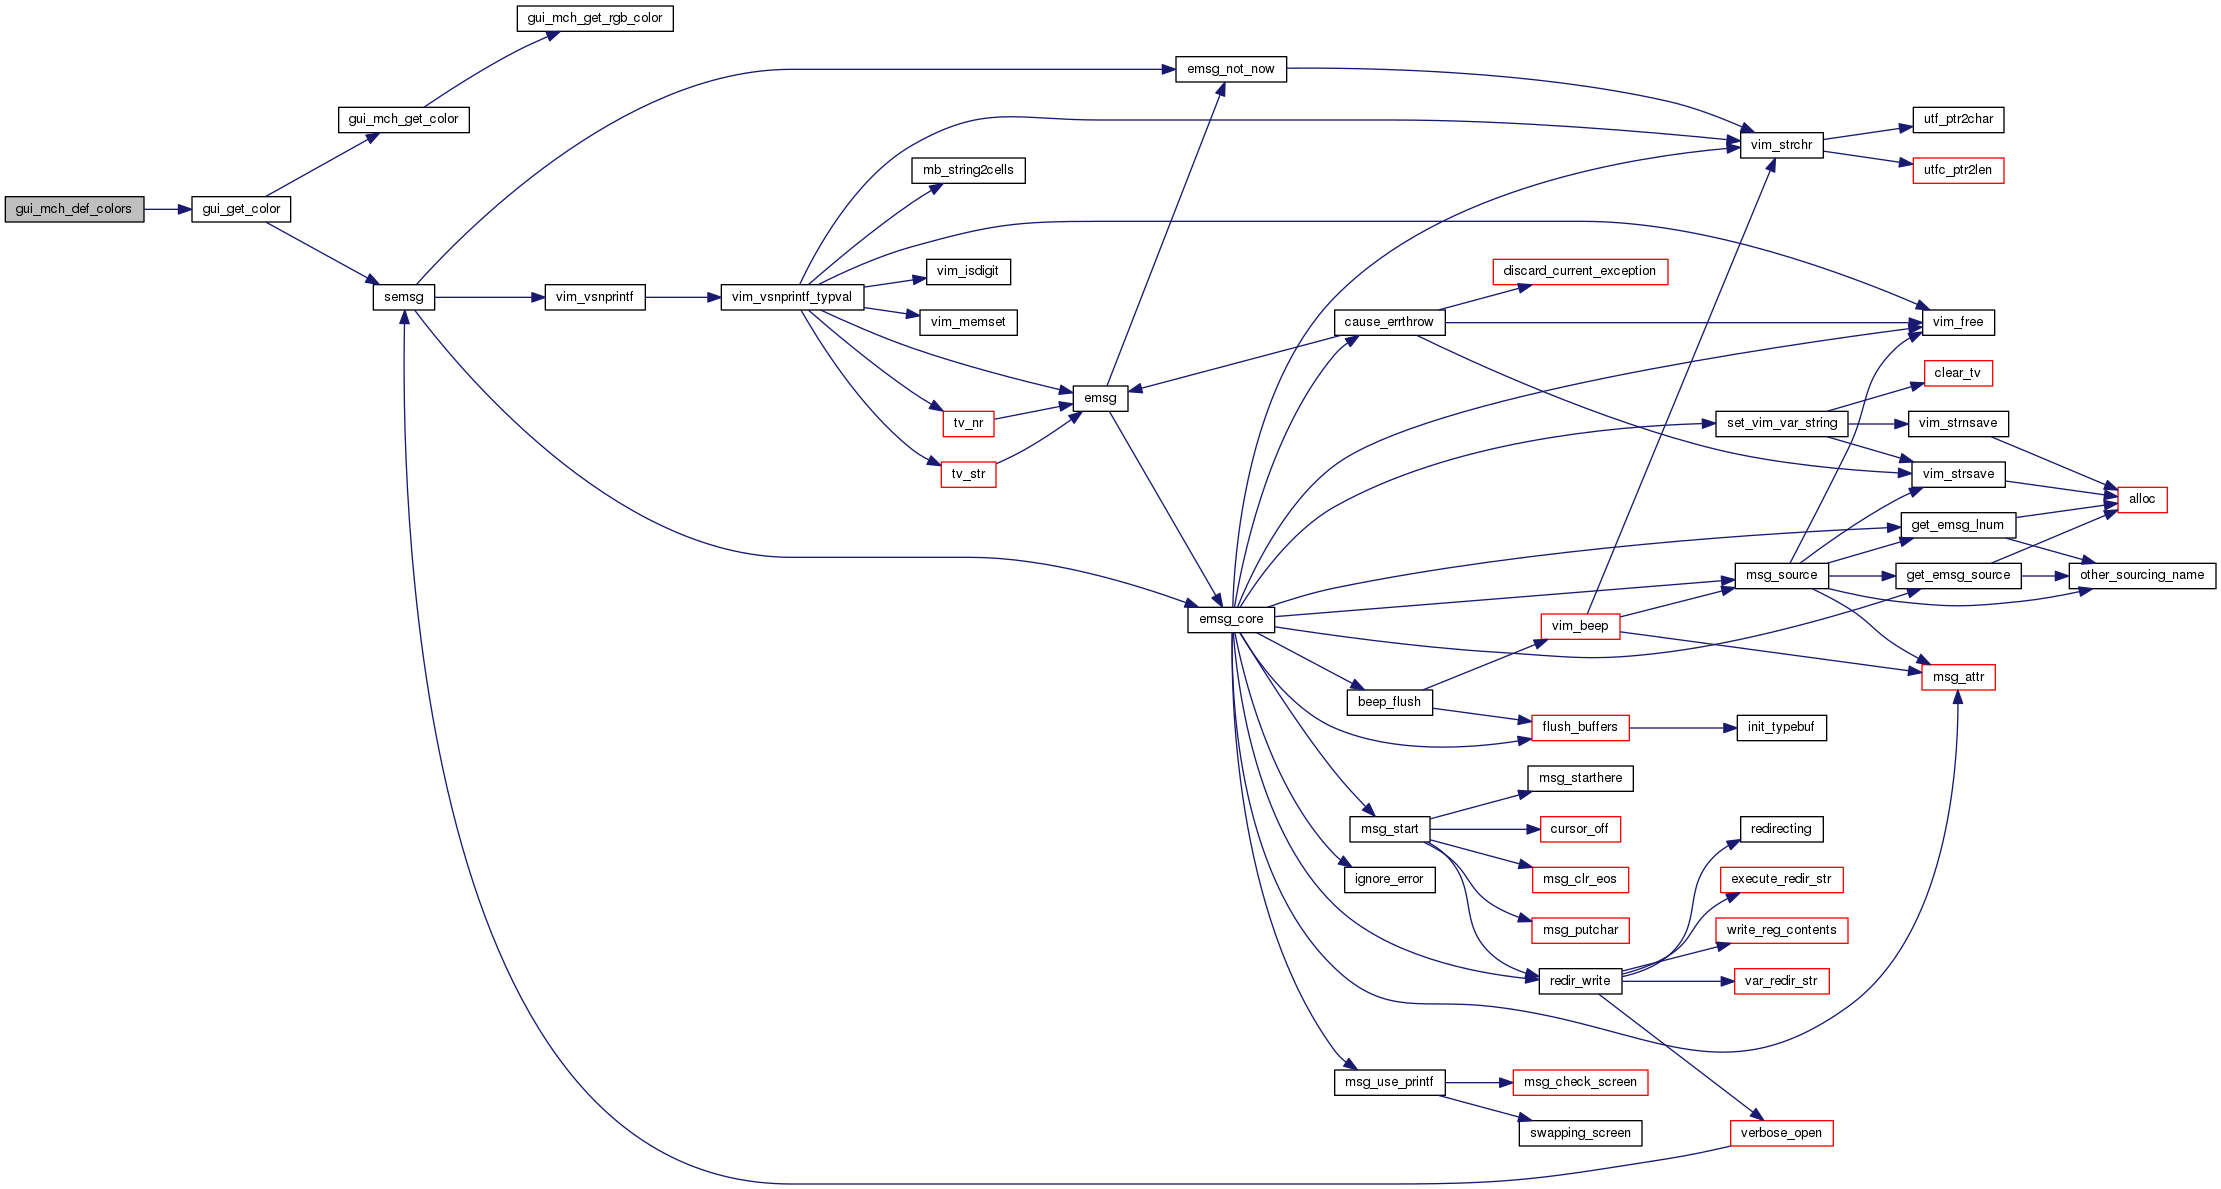 gui_mch_def_colors
gui_get_color
gui_mch_get_color
gui_mch_get_rgb_color
semsg
vim_vsnprintf
vim_vsnprintf_typval
mb_string2cells
vim_isdigit
vim_memset
tv_nr
tv_str
emsg
emsg_not_now
emsg_core
cause_errthrow
discard_current_exception
beep_flush
vim_beep
flush_buffers
init_typebuf
msg_start
msg_starthere
cursor_off
msg_clr_eos
msg_putchar
ignore_error
redir_write
redirecting
execute_redir_str
write_reg_contents
var_redir_str
verbose_open
msg_use_printf
msg_check_screen
swapping_screen
vim_strchr
utf_ptr2char
utfc_ptr2len
vim_free
set_vim_var_string
clear_tv
vim_strnsave
vim_strsave
alloc
get_emsg_lnum
msg_source
get_emsg_source
other_sourcing_name
msg_attr